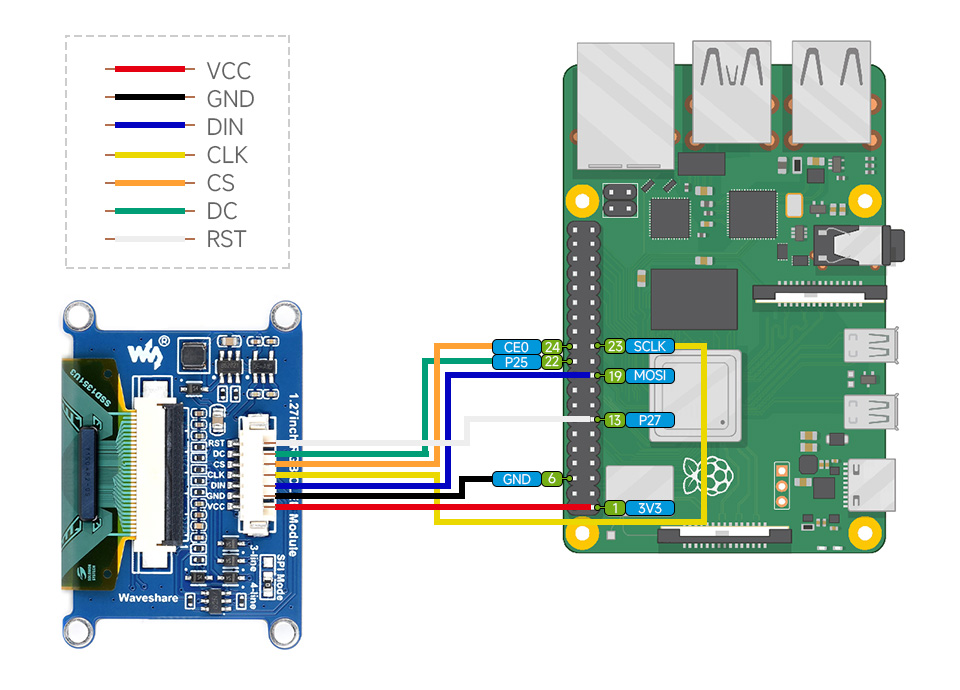 VCC
GND
DIN
CLK
CS
DC
RST
CE0 24
23 SCLK
P25 22
19 MOSI
13 P27
GND 6
1 3V3
®
SSD1351U3
1.27inch
Module
RST
DC
CS
CLK
DIN
GND
VCC
SPI Mode
3-line 4-line
Waveshare